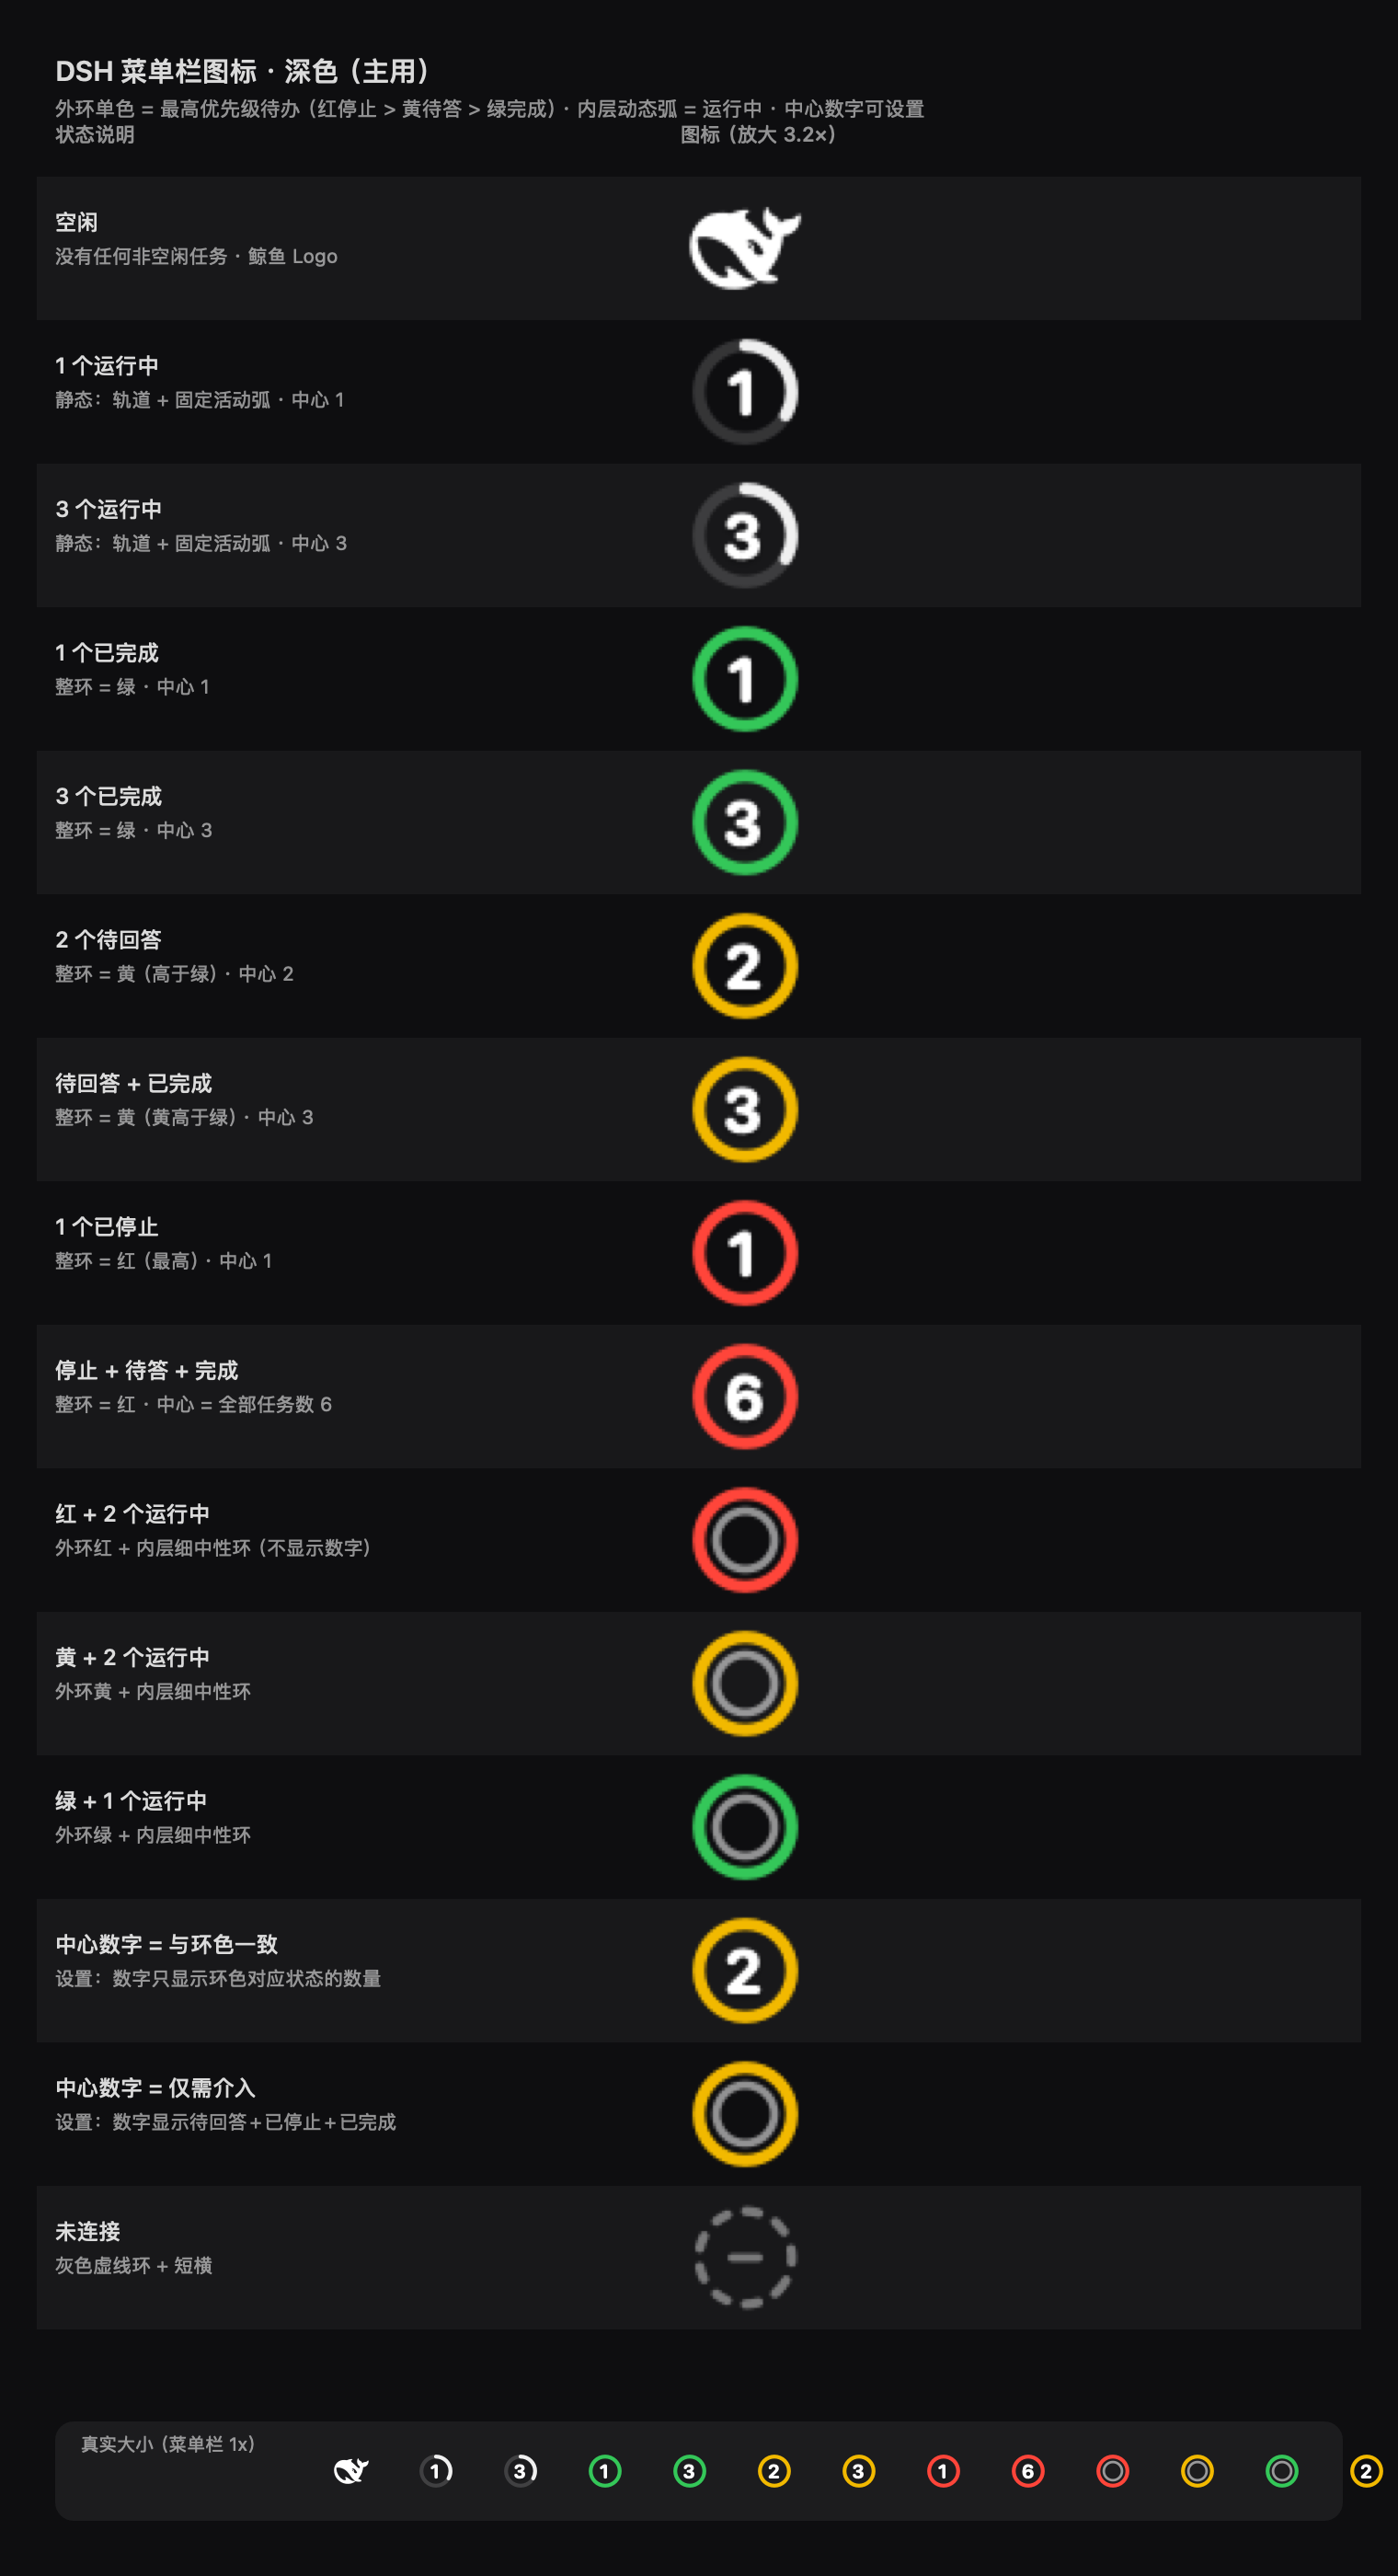 DSH 菜单栏图标 · 深色（主用）
外环单色 = 最高优先级待办（红停止 > 黄待答 > 绿完成）· 内层动态弧 = 运行中 · 中心数字可设置
状态说明
图标（放大 3.2×）
空闲
没有任何非空闲任务 · 鲸鱼 Logo
1 个运行中
静态：轨道 + 固定活动弧 · 中心 1
1
3 个运行中
静态：轨道 + 固定活动弧 · 中心 3
3
1 个已完成
整环 = 绿 · 中心 1
1
3 个已完成
整环 = 绿 · 中心 3
3
2 个待回答
整环 = 黄（高于绿）· 中心 2
2
待回答 + 已完成
整环 = 黄（黄高于绿）· 中心 3
3
1 个已停止
整环 = 红（最高）· 中心 1
1
停止 + 待答 + 完成
整环 = 红 · 中心 = 全部任务数 6
6
红 + 2 个运行中
外环红 + 内层细中性环（不显示数字）
黄 + 2 个运行中
外环黄 + 内层细中性环
绿 + 1 个运行中
外环绿 + 内层细中性环
中心数字 = 与环色一致
设置：数字只显示环色对应状态的数量
2
中心数字 = 仅需介入
设置：数字显示待回答+已停止+已完成
未连接
灰色虚线环 + 短横
真实大小（菜单栏 1x）
1 3 1 3 2 3 1 6 2